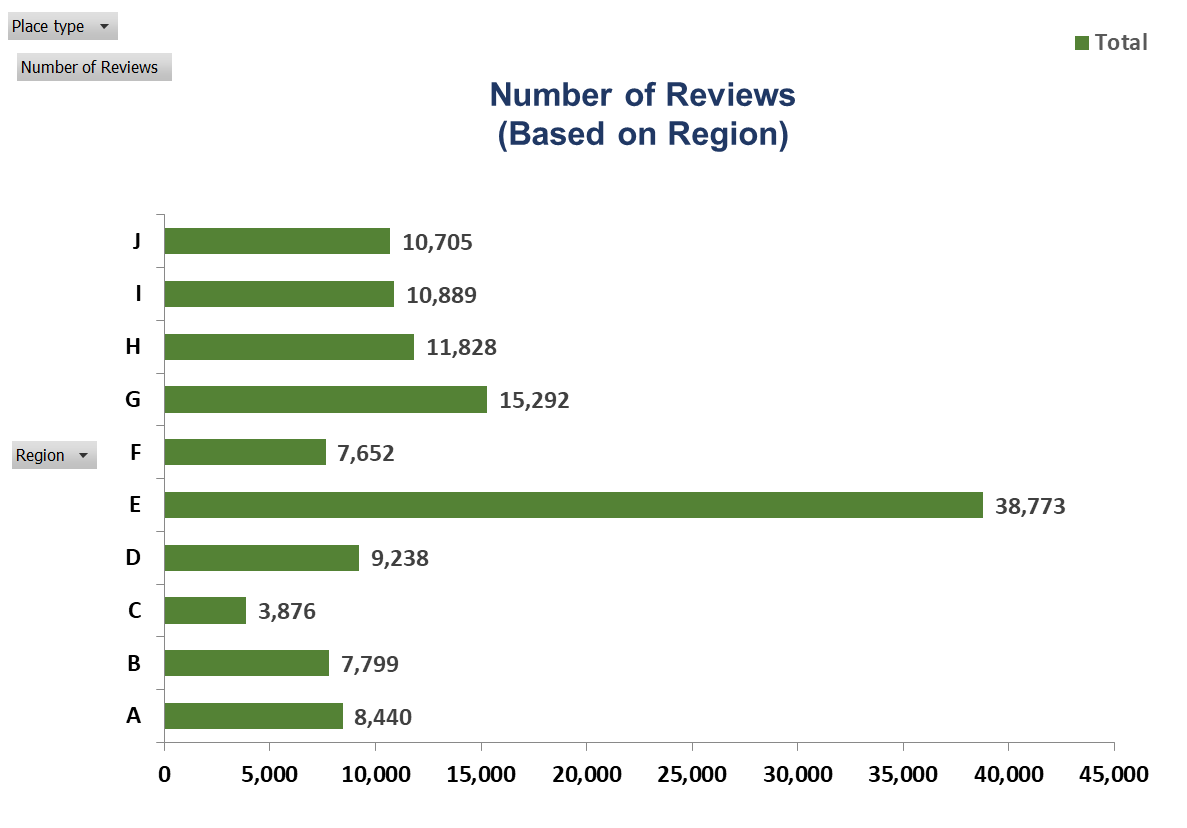 Place type
Total
Number of Reviews
Number of Reviews
(Based on Region)
J 10,705
I 10,889
H 11,828
G 15,292
Region
F 7,652
E 38,773
D 9,238
C 3,876
B 7,799
A 8,440
0 5,000 10,000 15,000 20,000 25,000 30,000 35,000 40,000 45,000